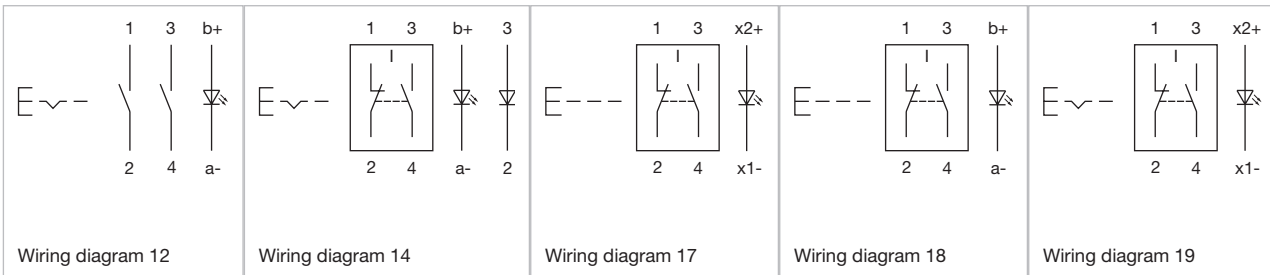 1 3 b+
2 4 a-
Wiring diagram 12
1 3 b+ 3
I
2 4 a- 2
Wiring diagram 14
1 3 x2+
I
2 4 x1-
Wiring diagram 17
1 3 b+
I
2 4 a-
Wiring diagram 18
1 3 x2+
I
2 4 x1-
Wiring diagram 19